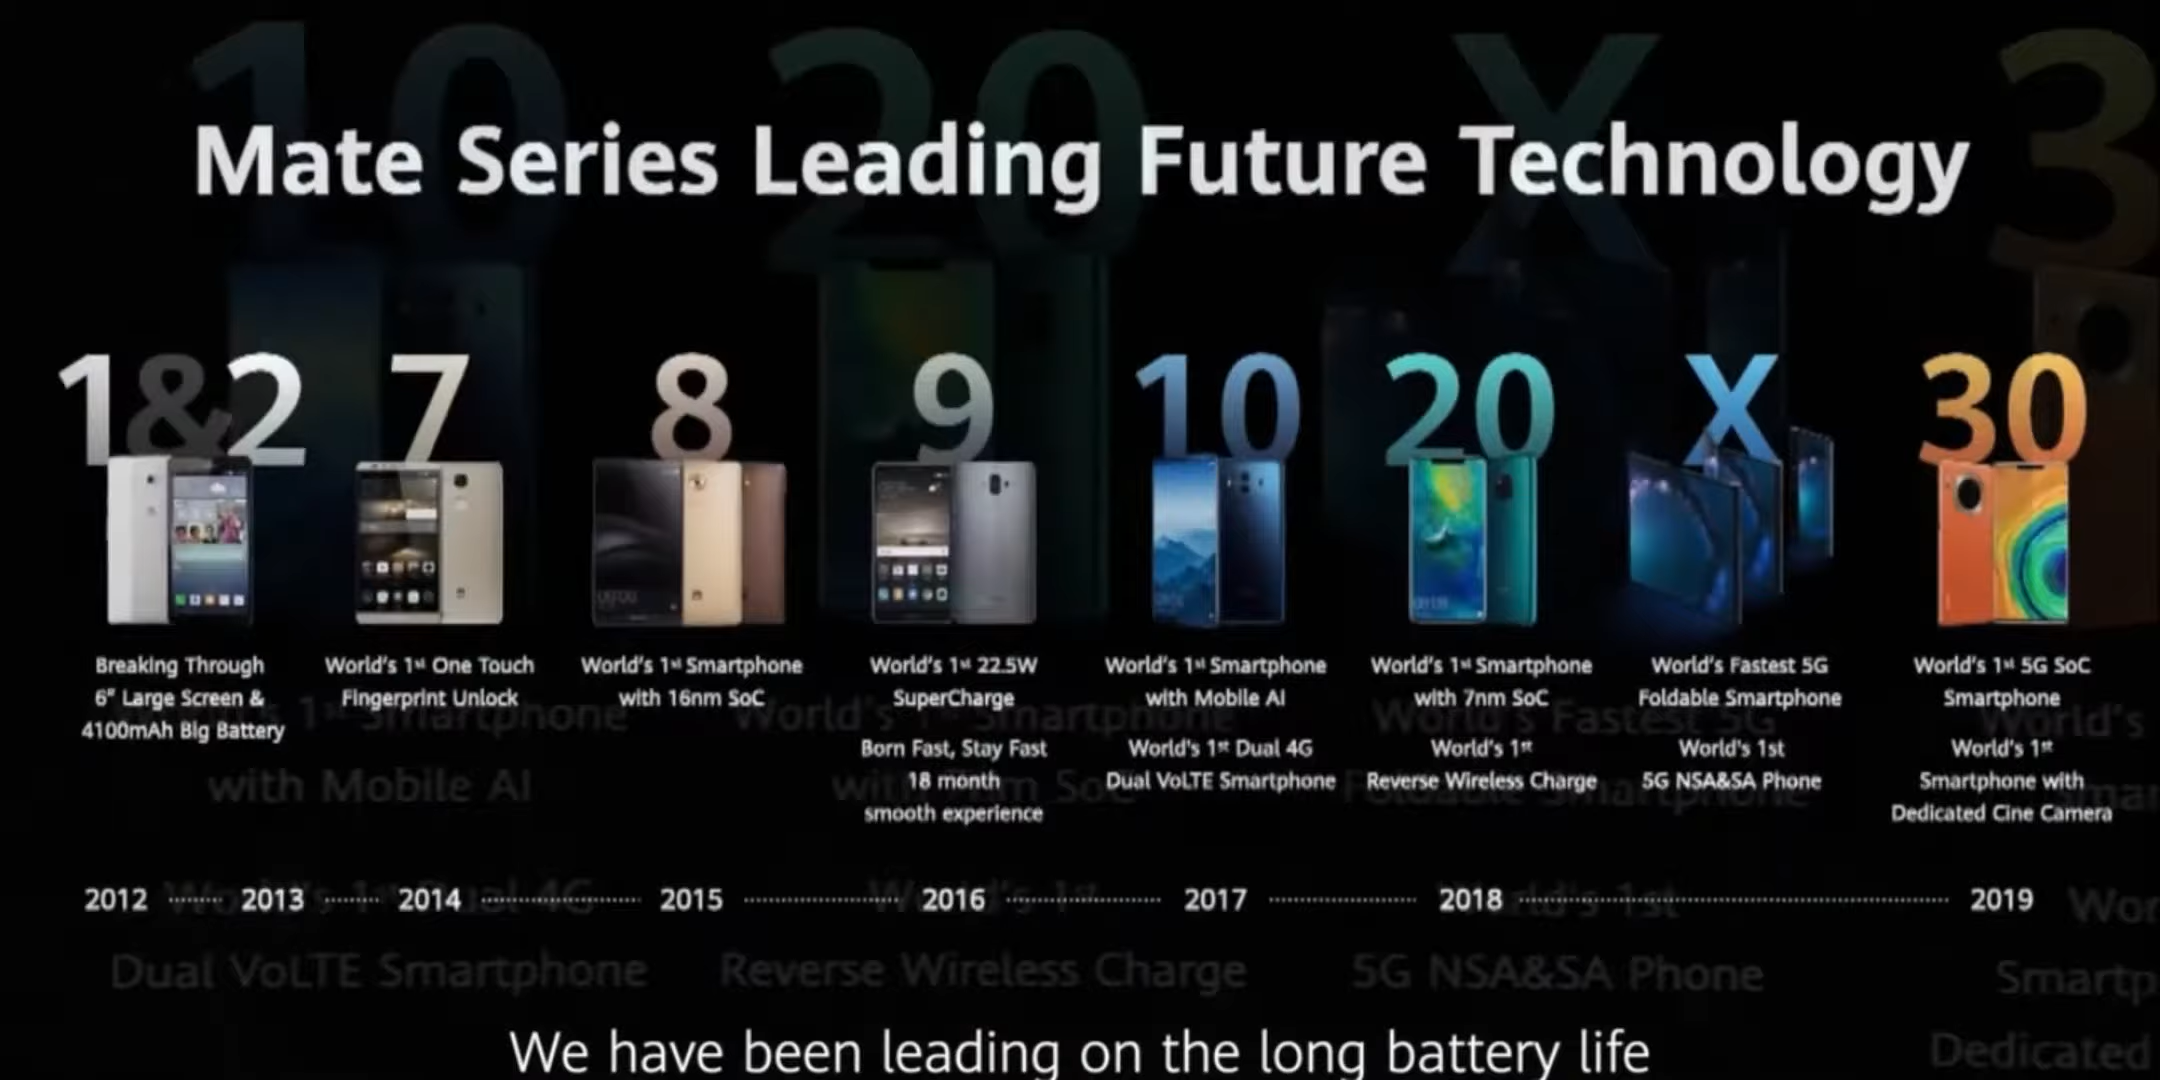 Mate Series Leading Future Technology
1&2
7
8
9
10
20
X
30
Breaking Through
6" Large Screen &
4100mAh Big Battery
World's 1st One Touch
Fingerprint Unlock
World's 1st Smartphone
with 16nm SoC
World's 1st 22.5W
SuperCharge
Born Fast, Stay Fast
18 month
smooth experience
World's 1st Smartphone
with Mobile AI
World's 1st Dual 4G
Dual VoLTE Smartphone
World's 1st Smartphone
with 7nm SoC
World's 1st
Reverse Wireless Charge
World's Fastest 5G
Foldable Smartphone
World's 1st
5G NSA&SA Phone
World's 1st 5G SoC
Smartphone
World's 1st
Smartphone with
Dedicated Cine Camera
2012 2013 2014 2015 2016 2017 2018 2019
We have been leading on the long battery life